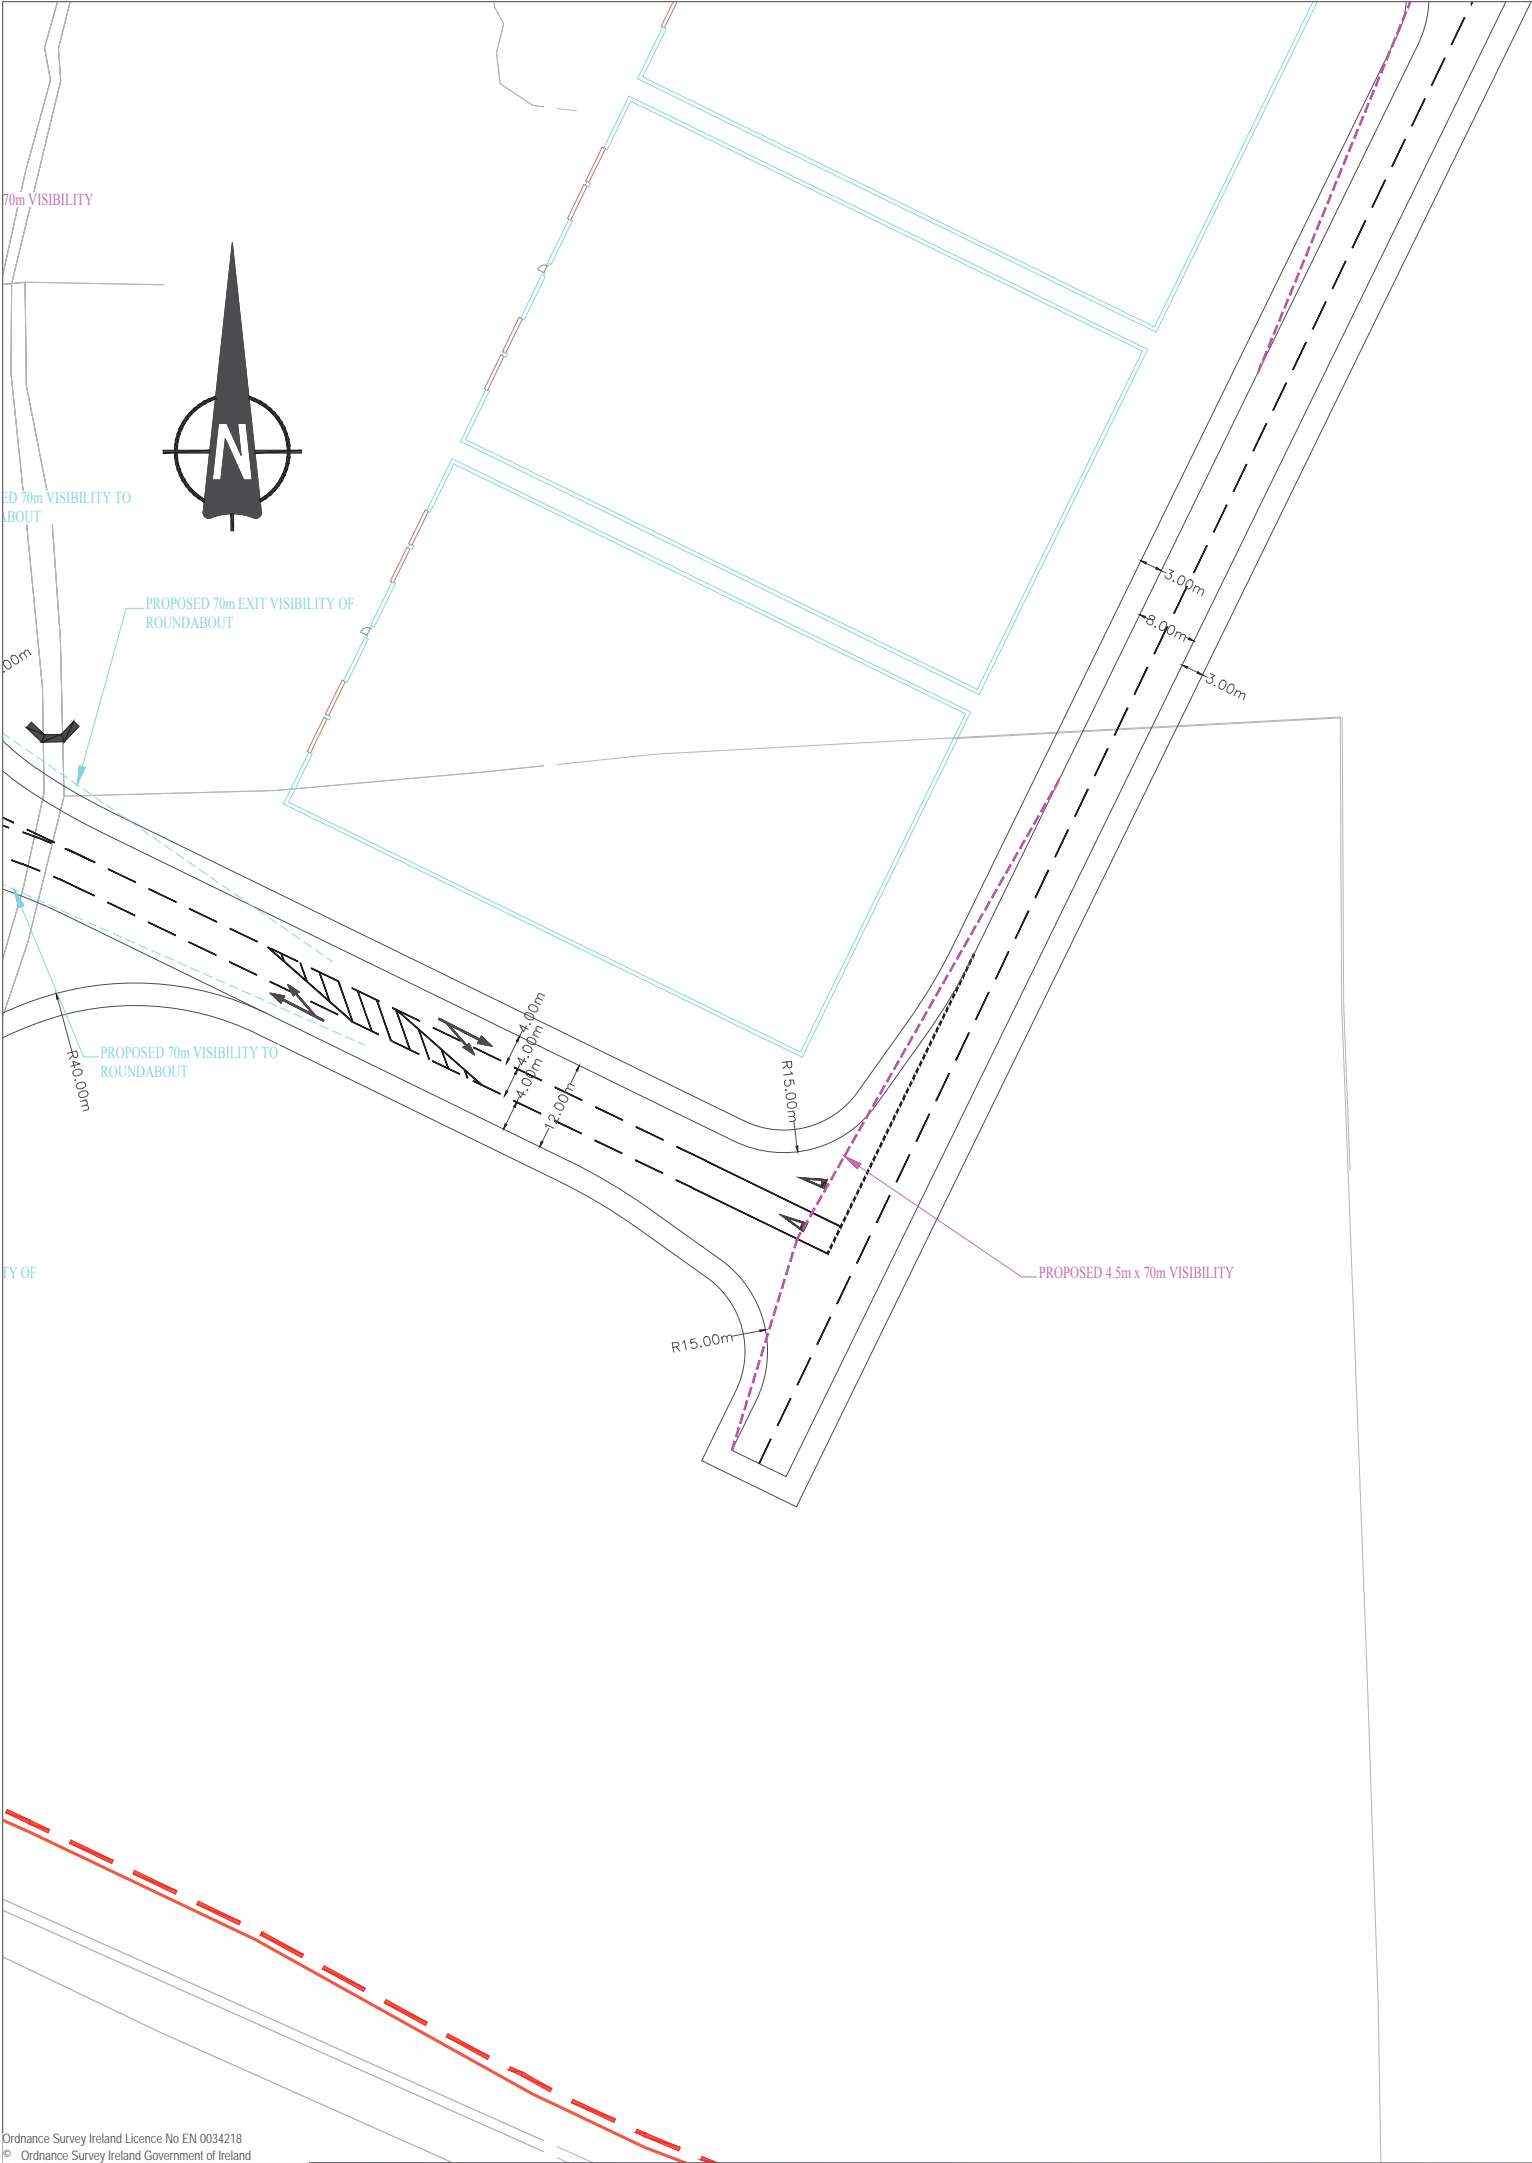 70m VISIBILITY
N
ED 70m VISIBILITY TO
ABOUT
PROPOSED 70m EXIT VISIBILITY OF
ROUNDABOUT
3.00m
8.00m
3.00m
.00m
4.00m
4.00m
4.00m
12.00m
R15.00m
PROPOSED 70m VISIBILITY TO
ROUNDABOUT
R40.00m
TY OF
PROPOSED 4.5m x 70m VISIBILITY
R15.00m
Ordnance Survey Ireland Licence No EN 0034218
© Ordnance Survey Ireland Government of Ireland